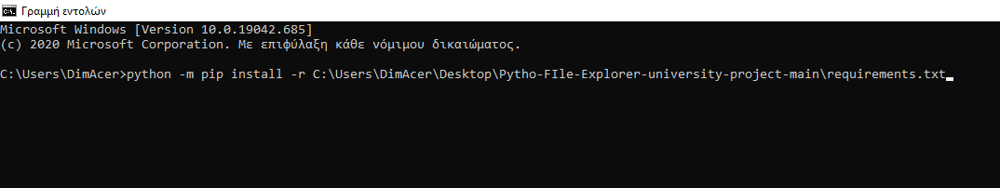 Γραμμή εντολών
Microsoft Windows [Version 10.0.19042.685]
(c) 2020 Microsoft Corporation. Με επιφύλαξη κάθε νόμιμου δικαιώματος.
C:\Users\DimAcer>python -m pip install -r C:\Users\DimAcer\Desktop\Pytho-FIle-Explorer-university-project-main\requirements.txt